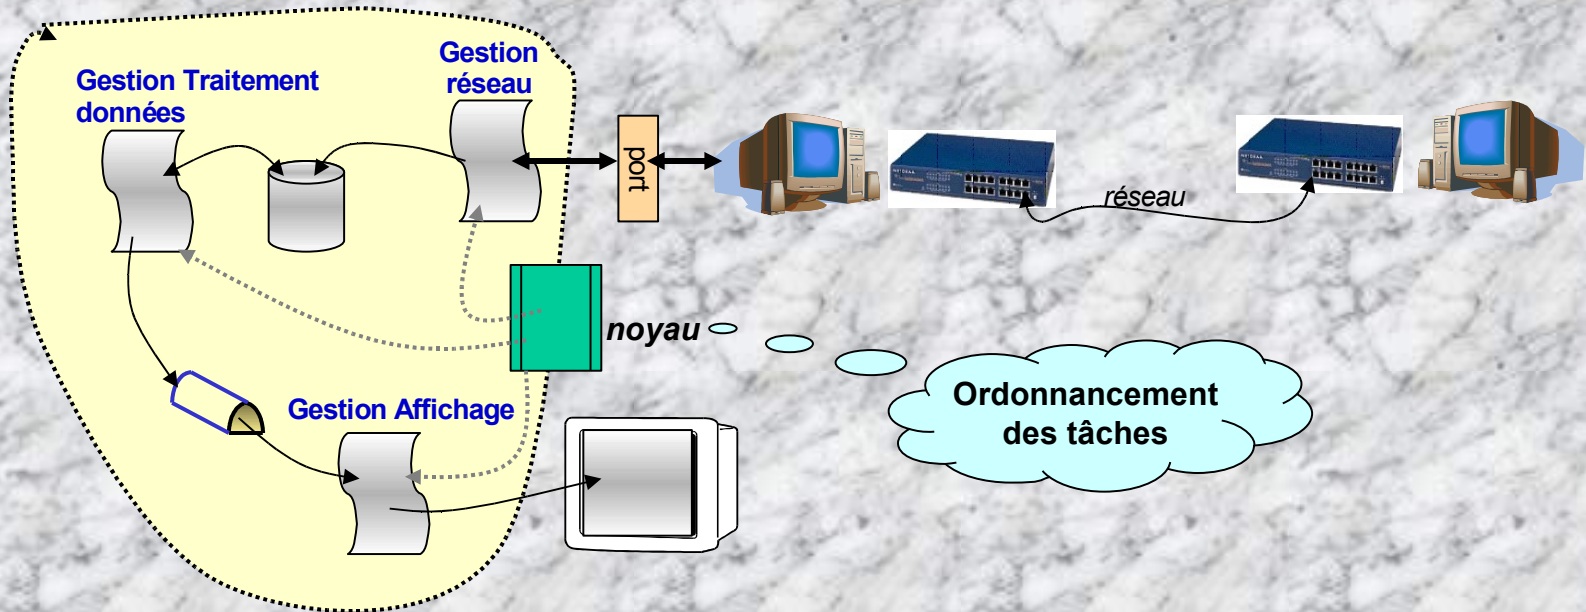 Gestion Traitement
données
Gestion
réseau
port
réseau
noyau
Gestion Affichage
Ordonnancement
des tâches